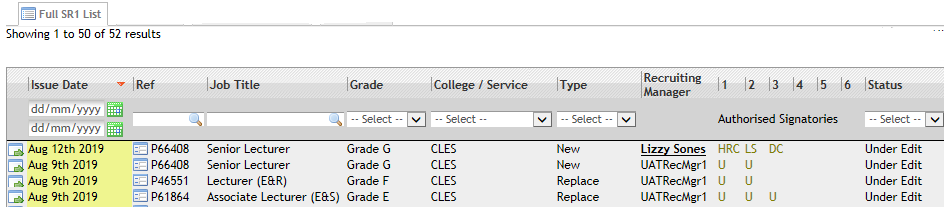 Full SR1 List
Showing 1 to 50 of 52 results
Issue Date Ref Job Title Grade College / Service Type Recruiting Manager 1 2 3 4 5 6 Status
dd/mm/yyyy
dd/mm/yyyy -- Select -- -- Select -- -- Select -- Authorised Signatories -- Select --
Aug 12th 2019 P66408 Senior Lecturer Grade G CLES New Lizzy Sones HRC LS DC Under Edit
Aug 9th 2019 P66408 Senior Lecturer Grade G CLES New UATRecMgr1 U U Under Edit
Aug 9th 2019 P46551 Lecturer (E&R) Grade F CLES Replace UATRecMgr1 U U Under Edit
Aug 9th 2019 P61864 Associate Lecturer (E&S) Grade E CLES Replace UATRecMgr1 U U U Under Edit